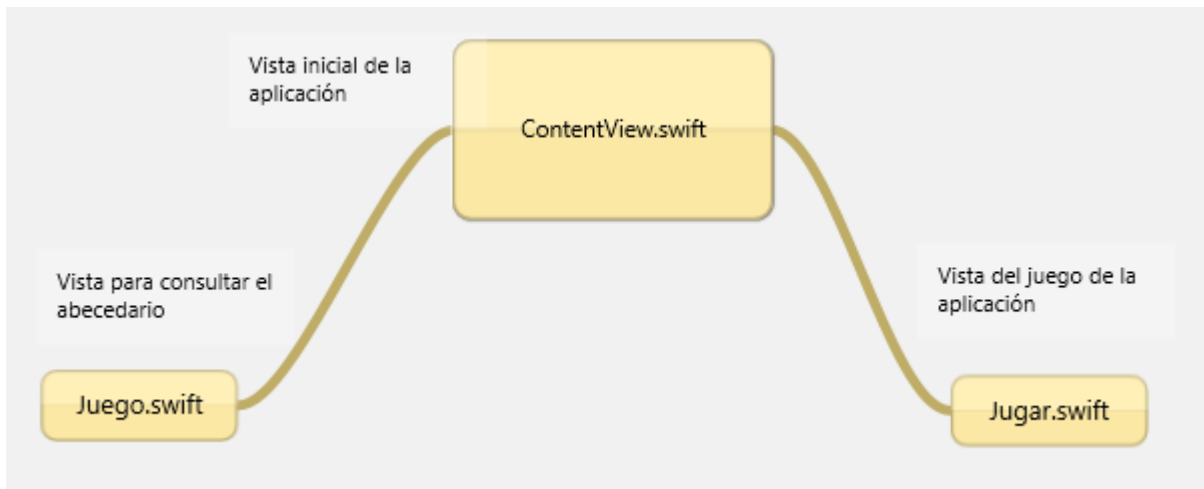 Vista inicial de la
aplicación
ContentView.swift
Vista para consultar el
abecedario
Vista del juego de la
aplicación
Juego.swift
Jugar.swift